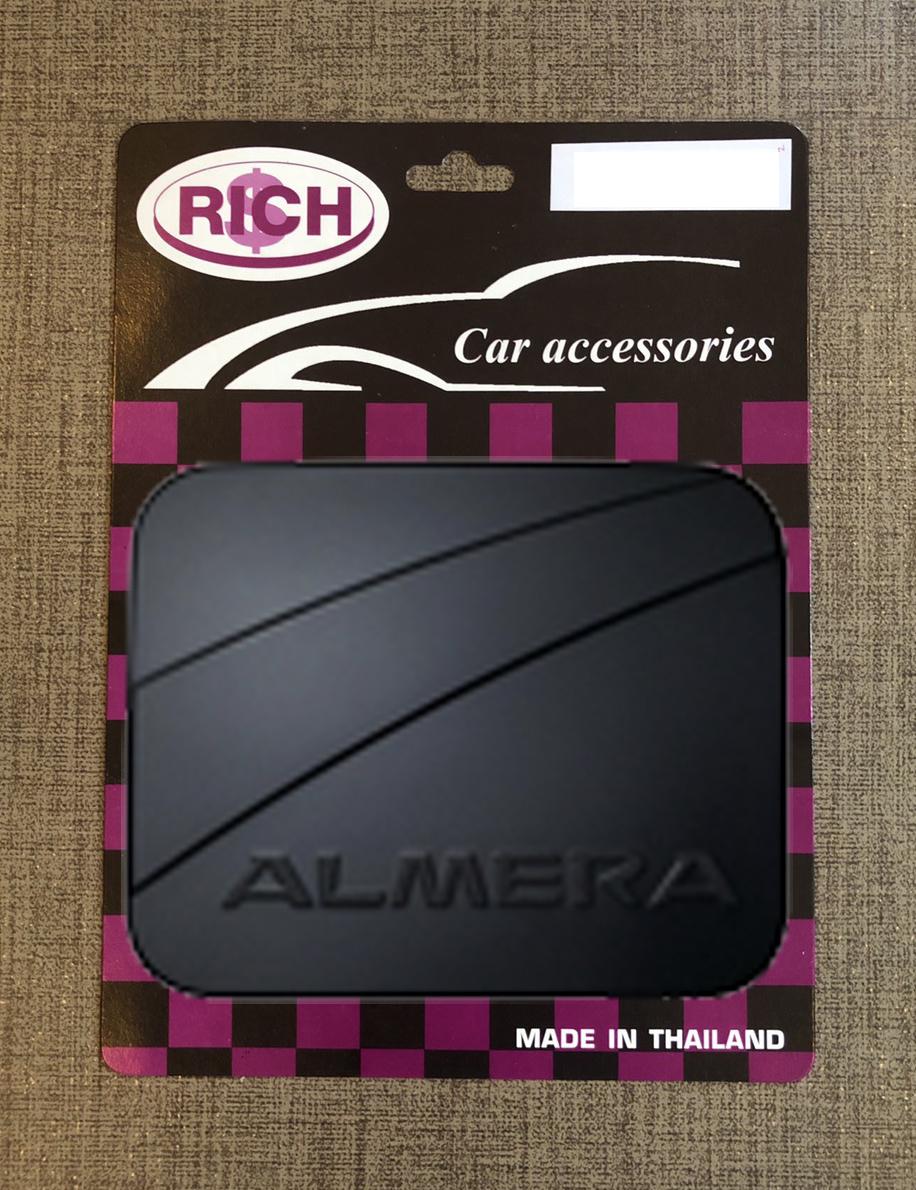 RICH
Car accessories
ALMERA
MADE IN THAILAND